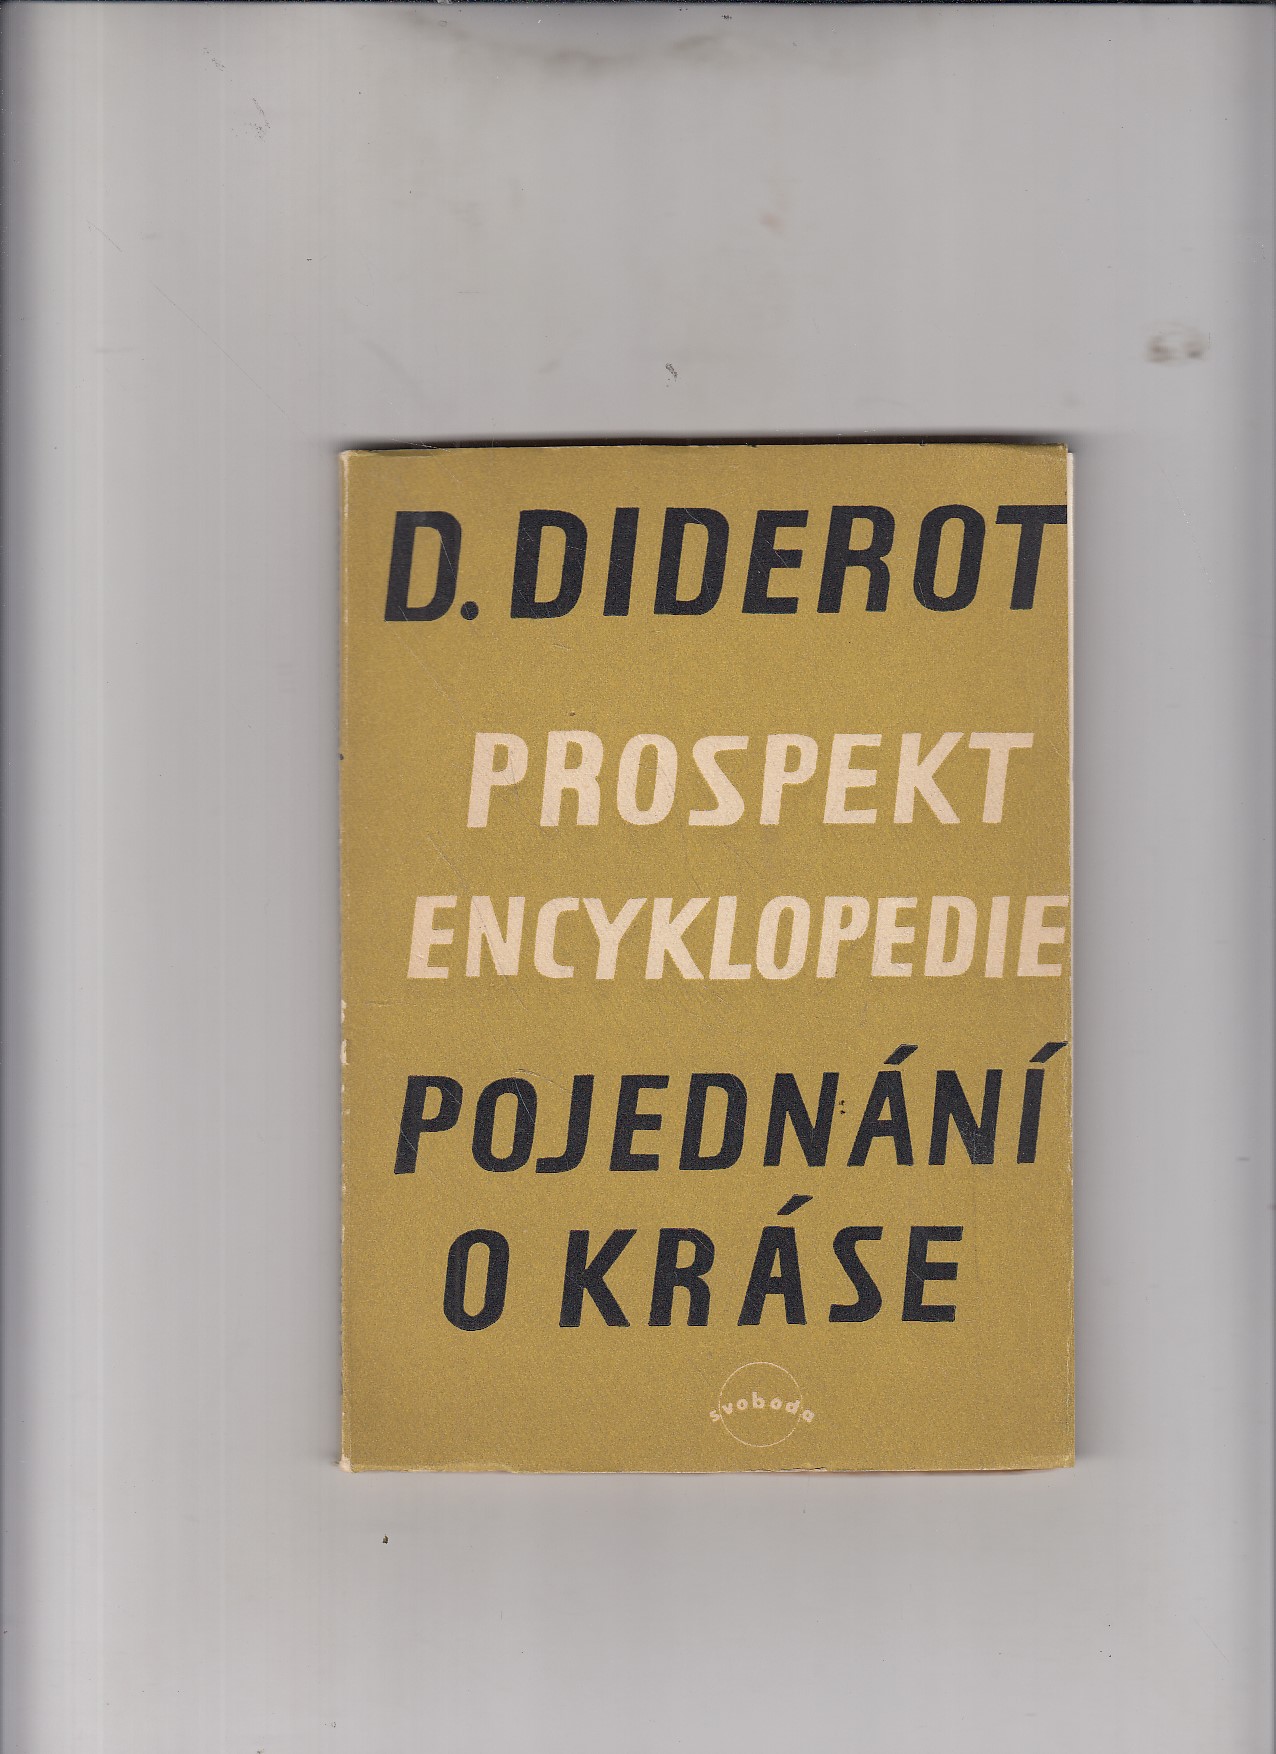 D. DIDEROT
PROSPEKT
ENCYKLOPEDIE
POJEDNÁNÍ
O KRÁSE
svoboda